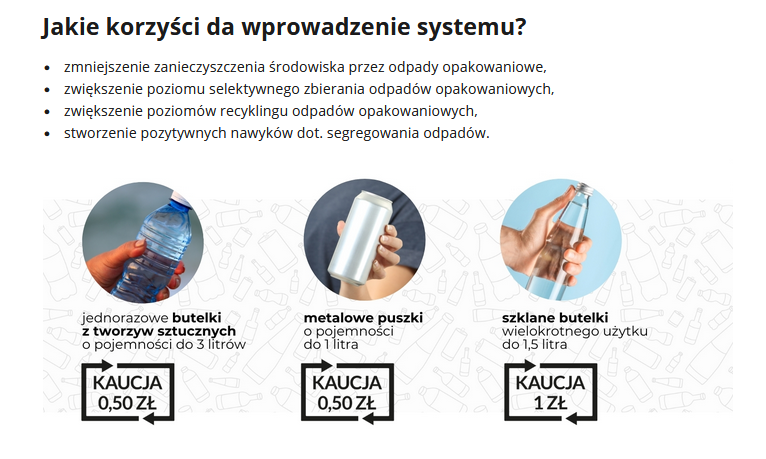 Jakie korzyści da wprowadzenie systemu?
• zmniejszenie zanieczyszczenia środowiska przez odpady opakowaniowe,
• zwiększenie poziomu selektywnego zbierania odpadów opakowaniowych,
• zwiększenie poziomów recyklingu odpadów opakowaniowych,
• stworzenie pozytywnych nawyków dot. segregowania odpadów.
jednorazowe butelki
z tworzyw sztucznych
o pojemności do 3 litrów
KAUCJA
0,50 ZŁ
metalowe puszki
o pojemności
do 1 litra
KAUCJA
0,50 ZŁ
szklane butelki
wielokrotnego użytku
do 1,5 litra
KAUCJA
1 ZŁ